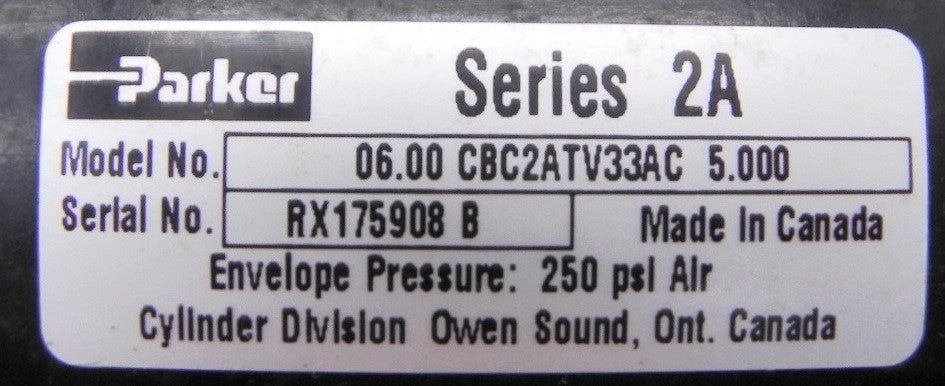 Parker Series 2A
Model No. 06.00 CBC2ATV33AC 5.000
Serial No. RX175908 B Made In Canada
Envelope Pressure: 250 psi Air
Cylinder Division Owen Sound, Ont. Canada